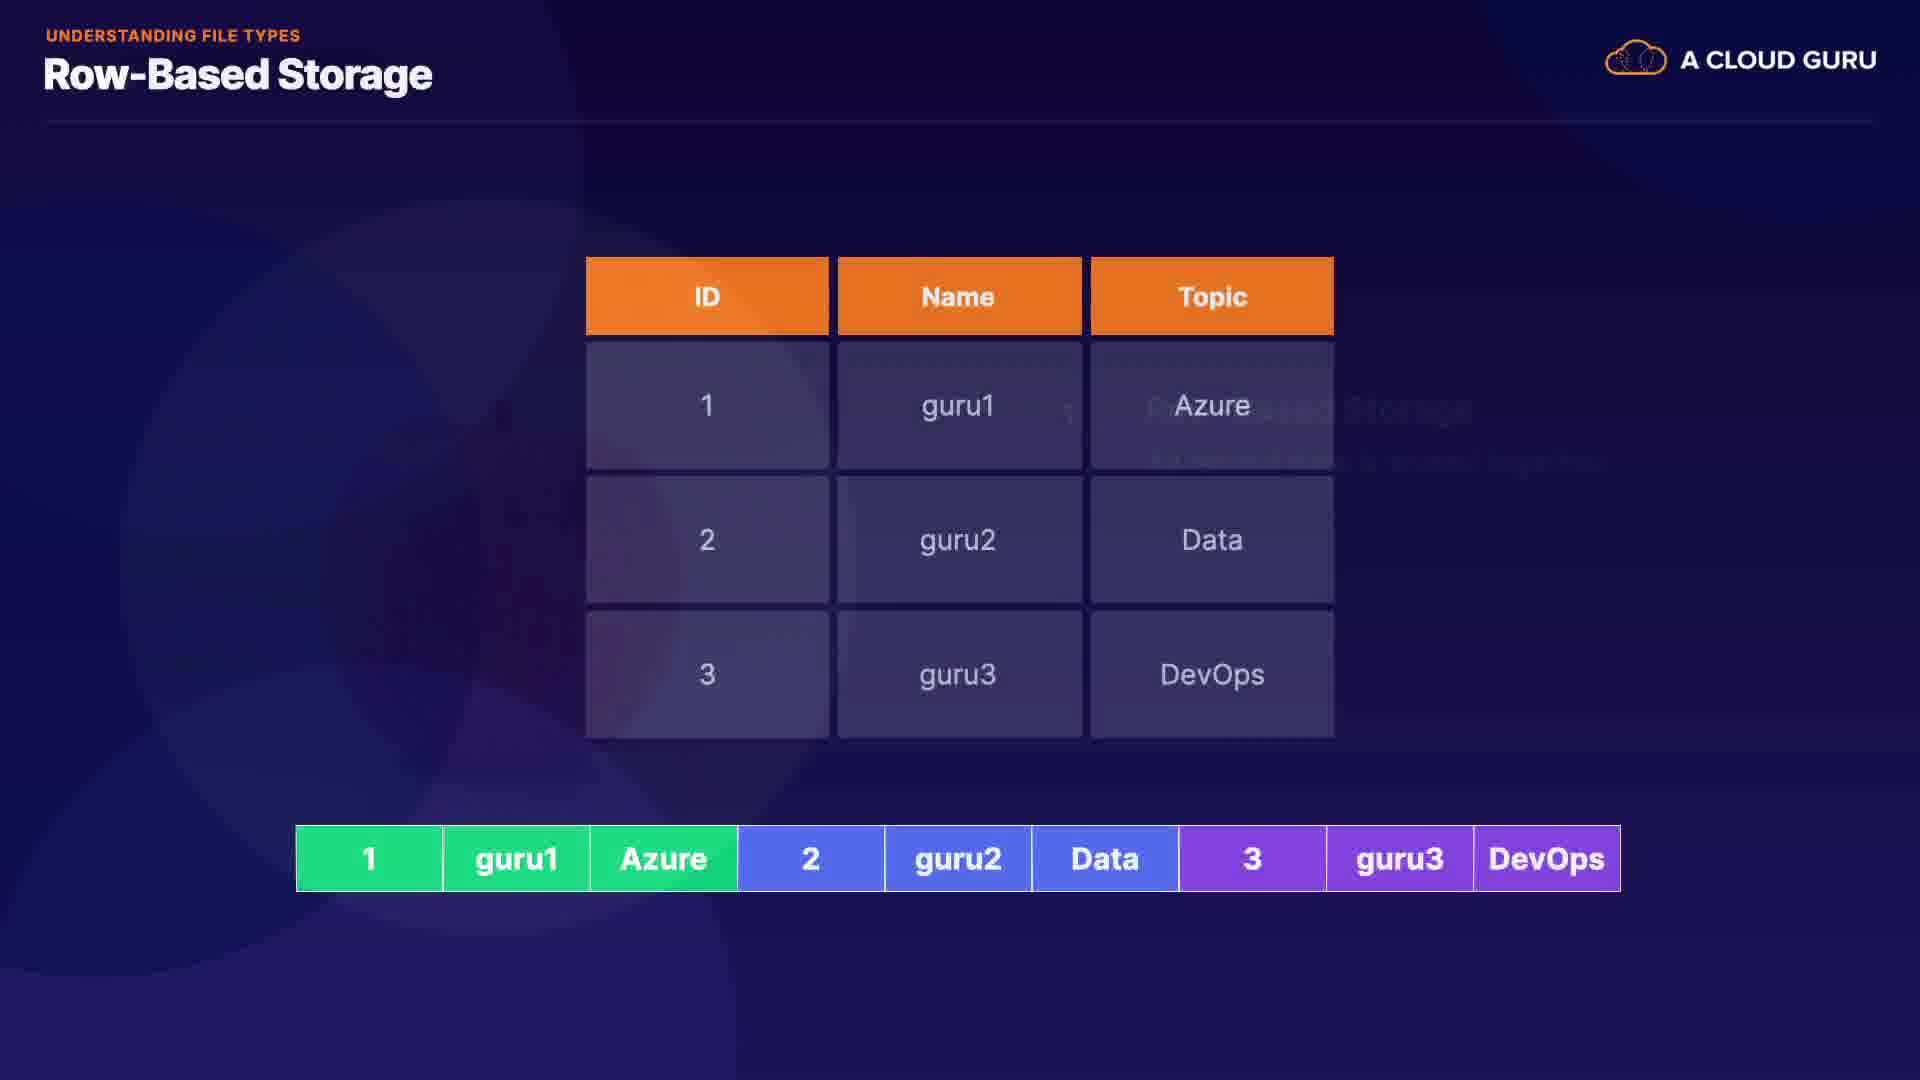 UNDERSTANDING FILE TYPES
Row-Based Storage
A CLOUD GURU
ID Name Topic
1 guru1 Azure
2 guru2 Data
3 guru3 DevOps
1 guru1 Azure 2 guru2 Data 3 guru3 DevOps